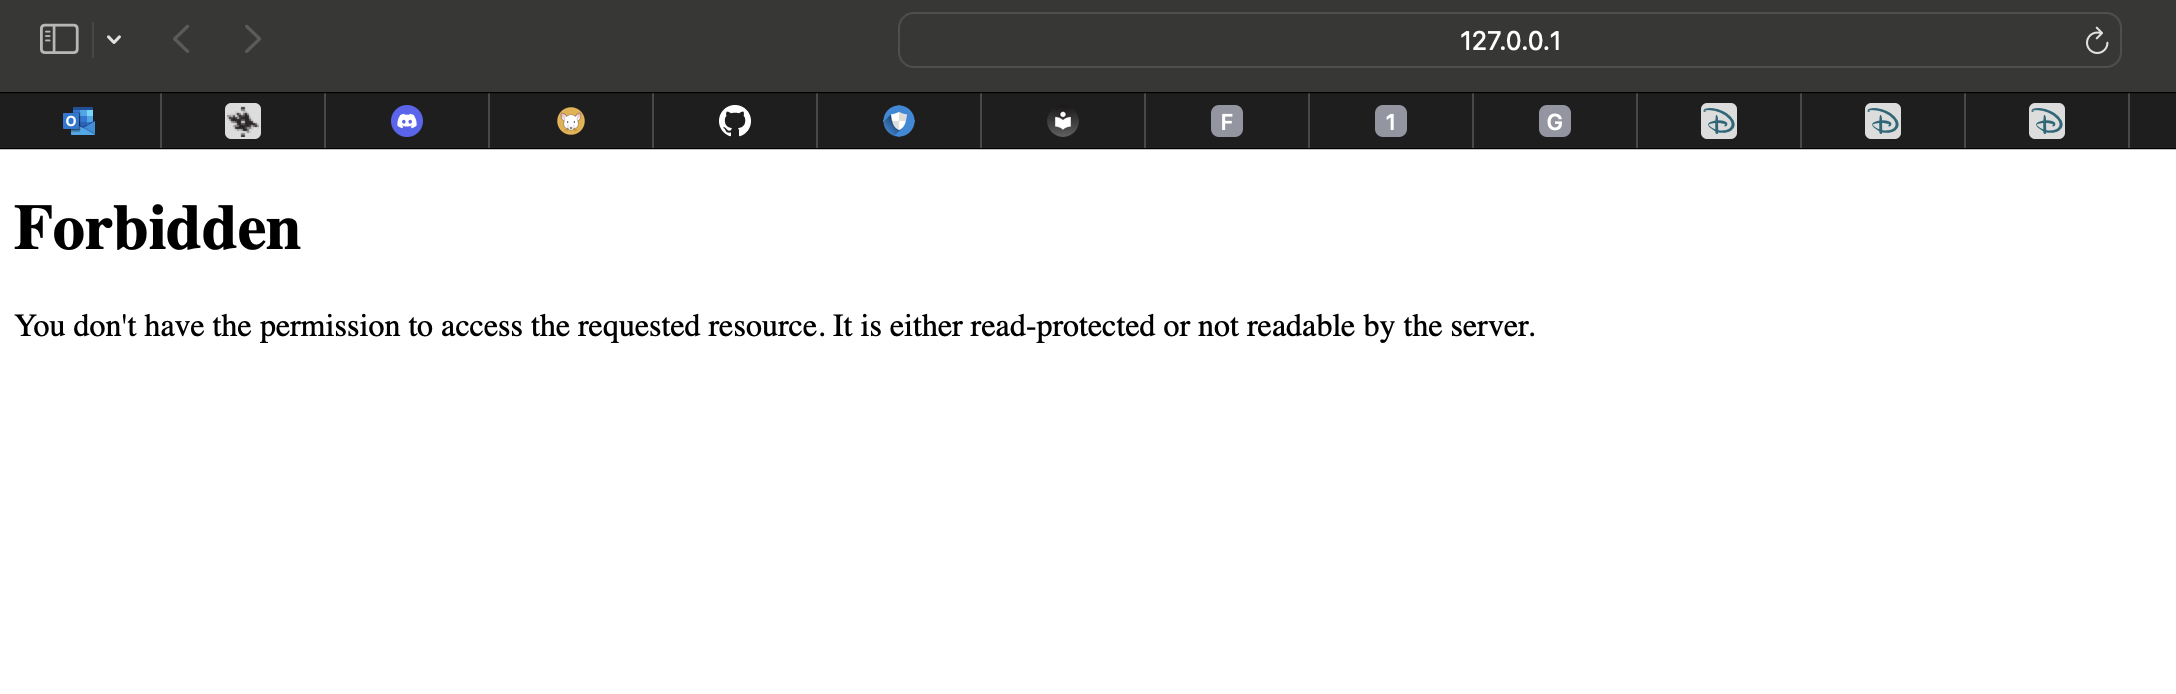 127.0.0.1
F
1
G
Forbidden
You don't have the permission to access the requested resource. It is either read-protected or not readable by the server.